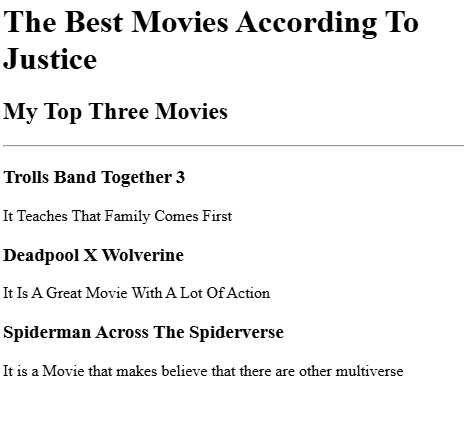 The Best Movies According To
Justice
My Top Three Movies
Trolls Band Together 3
It Teaches That Family Comes First
Deadpool X Wolverine
It Is A Great Movie With A Lot Of Action
Spiderman Across The Spiderverse
It is a Movie that makes believe that there are other multiverse